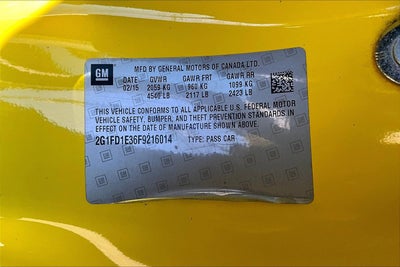 GM
MFD BY GENERAL MOTORS OF CANADA LTD.
DATE GVWR GAWR FRT GAWR RR
02/15 2059 KG 960 KG 1099 KG
4540 LB 2117 LB 2423 LB
THIS VEHICLE CONFORMS TO ALL APPLICABLE U.S. FEDERAL MOTOR
VEHICLE SAFETY, BUMPER, AND THEFT PREVENTION STANDARDS IN
EFFECT ON THE DATE OF MANUFACTURE SHOWN ABOVE.
2G1FD1E36F9216014 TYPE: PASS CAR